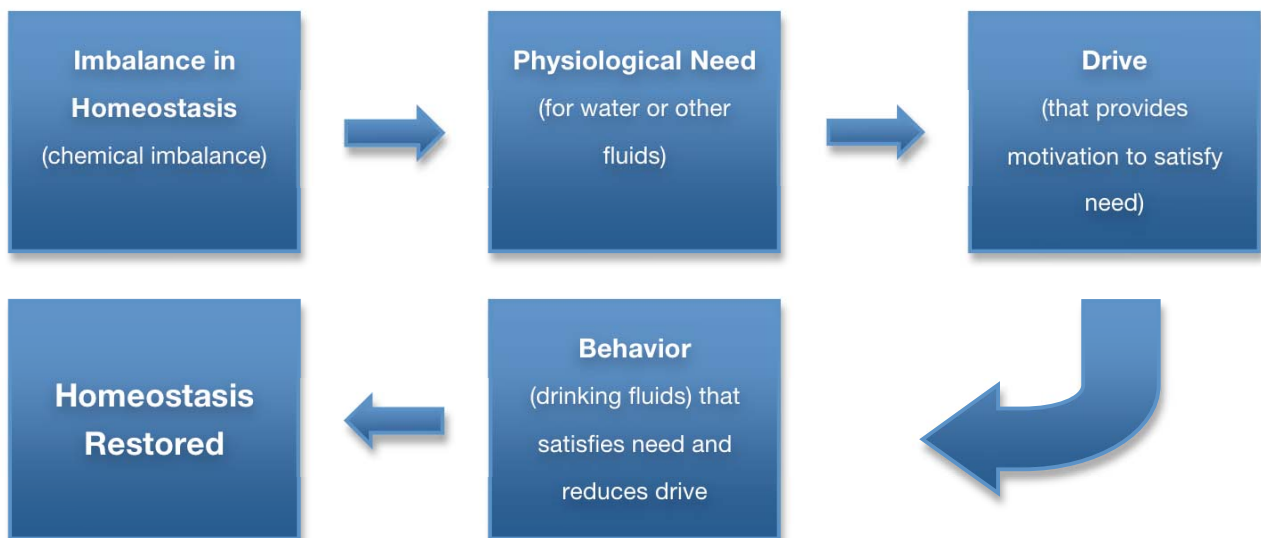 Imbalance in
Homeostasis
(chemical imbalance)
Physiological Need
(for water or other
fluids)
Drive
(that provides
motivation to satisfy
need)
Behavior
(drinking fluids) that
satisfies need and
reduces drive
Homeostasis
Restored